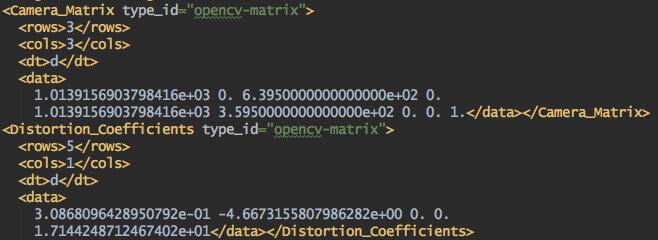 <Camera_Matrix type_id="opencv-matrix">
<rows>3</rows>
<cols>3</cols>
<dt>d</dt>
<data>
1.0139156903798416e+03 0. 6.3950000000000000e+02 0.
1.0139156903798416e+03 3.5950000000000000e+02 0. 0. 1.</data></Camera_Matrix>
<Distortion_Coefficients type_id="opencv-matrix">
<rows>5</rows>
<cols>1</cols>
<dt>d</dt>
<data>
3.0868096428950792e-01 -4.6673155807986282e+00 0. 0.
1.7144248712467402e+01</data></Distortion_Coefficients>